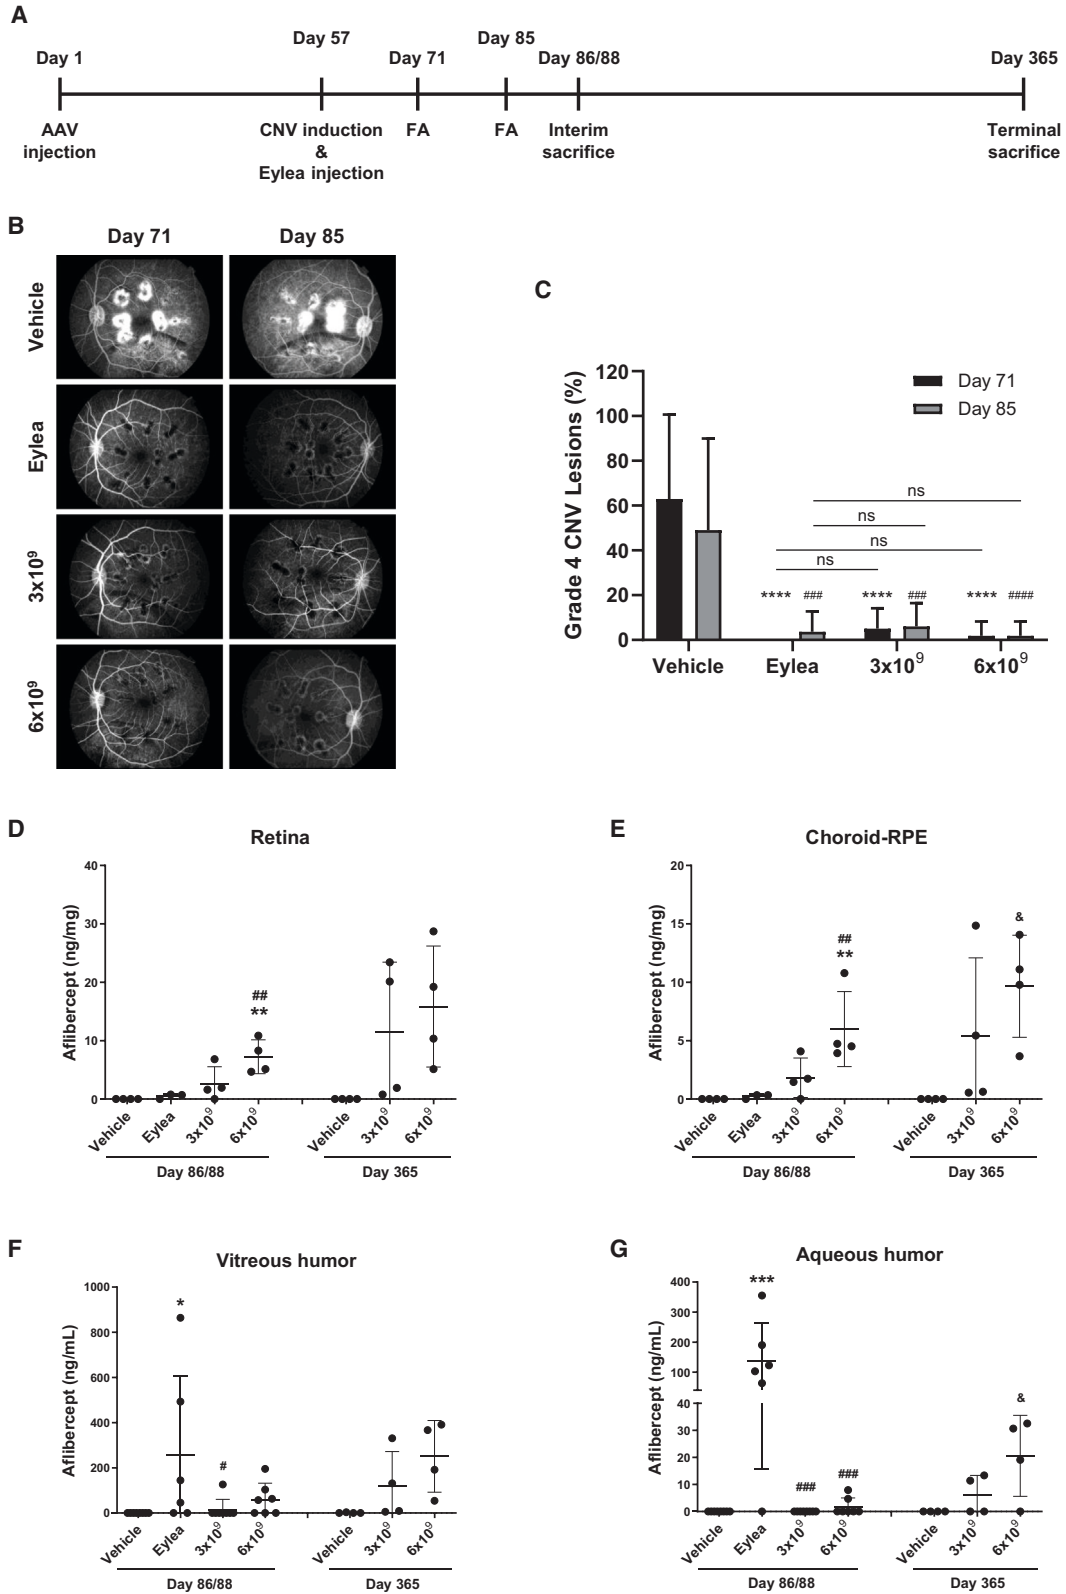 A
Day 1
Day 57
Day 71
Day 85
Day 86/88
Day 365
AAV
injection
CNV induction
&
Eylea injection
FA
FA
Interim
sacrifice
Terminal
sacrifice
B
Day 71
Day 85
Vehicle
Eylea
3x10⁹
6x10⁹
C
Grade 4 CNV Lesions (%)
120
100
80
60
40
20
0
Day 71
Day 85
ns
ns
ns
ns
**** ###
**** ###
**** ####
Vehicle
Eylea
3x10⁹
6x10⁹
D
Retina
Aflibercept (ng/mg)
40
30
20
10
0
##
**
Vehicle
Eylea
3x10⁹
6x10⁹
Vehicle
3x10⁹
6x10⁹
Day 86/88
Day 365
E
Choroid-RPE
Aflibercept (ng/mg)
20
15
10
5
0
##
**
&
Vehicle
Eylea
3x10⁹
6x10⁹
Vehicle
3x10⁹
6x10⁹
Day 86/88
Day 365
F
Vitreous humor
Aflibercept (ng/mL)
1000
800
600
400
200
0
*
#
Vehicle
Eylea
3x10⁹
6x10⁹
Vehicle
3x10⁹
6x10⁹
Day 86/88
Day 365
G
Aqueous humor
Aflibercept (ng/mL)
400
300
200
100
40
30
20
10
0
***
###
###
&
Vehicle
Eylea
3x10⁹
6x10⁹
Vehicle
3x10⁹
6x10⁹
Day 86/88
Day 365